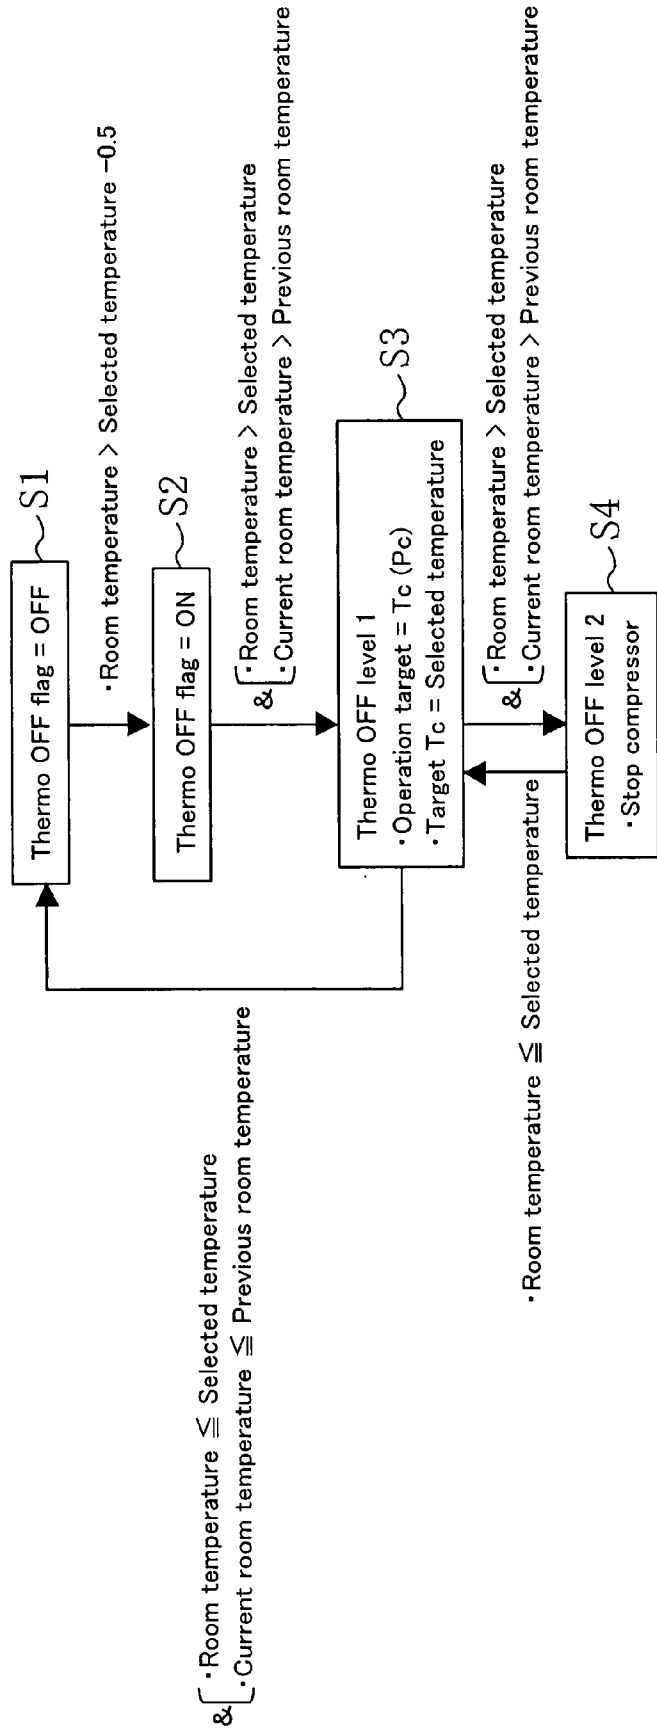 Thermo OFF flag = OFF
S1
·Room temperature > Selected temperature −0.5
Thermo OFF flag = ON
S2
&
·Room temperature > Selected temperature
·Current room temperature > Previous room temperature
&
·Room temperature ≦ Selected temperature
·Current room temperature ≦ Previous room temperature
Thermo OFF level 1
·Operation target = Tc (Pc)
·Target Tc = Selected temperature
S3
·Room temperature ≦ Selected temperature
&
·Room temperature > Selected temperature
·Current room temperature > Previous room temperature
Thermo OFF level 2
·Stop compressor
S4